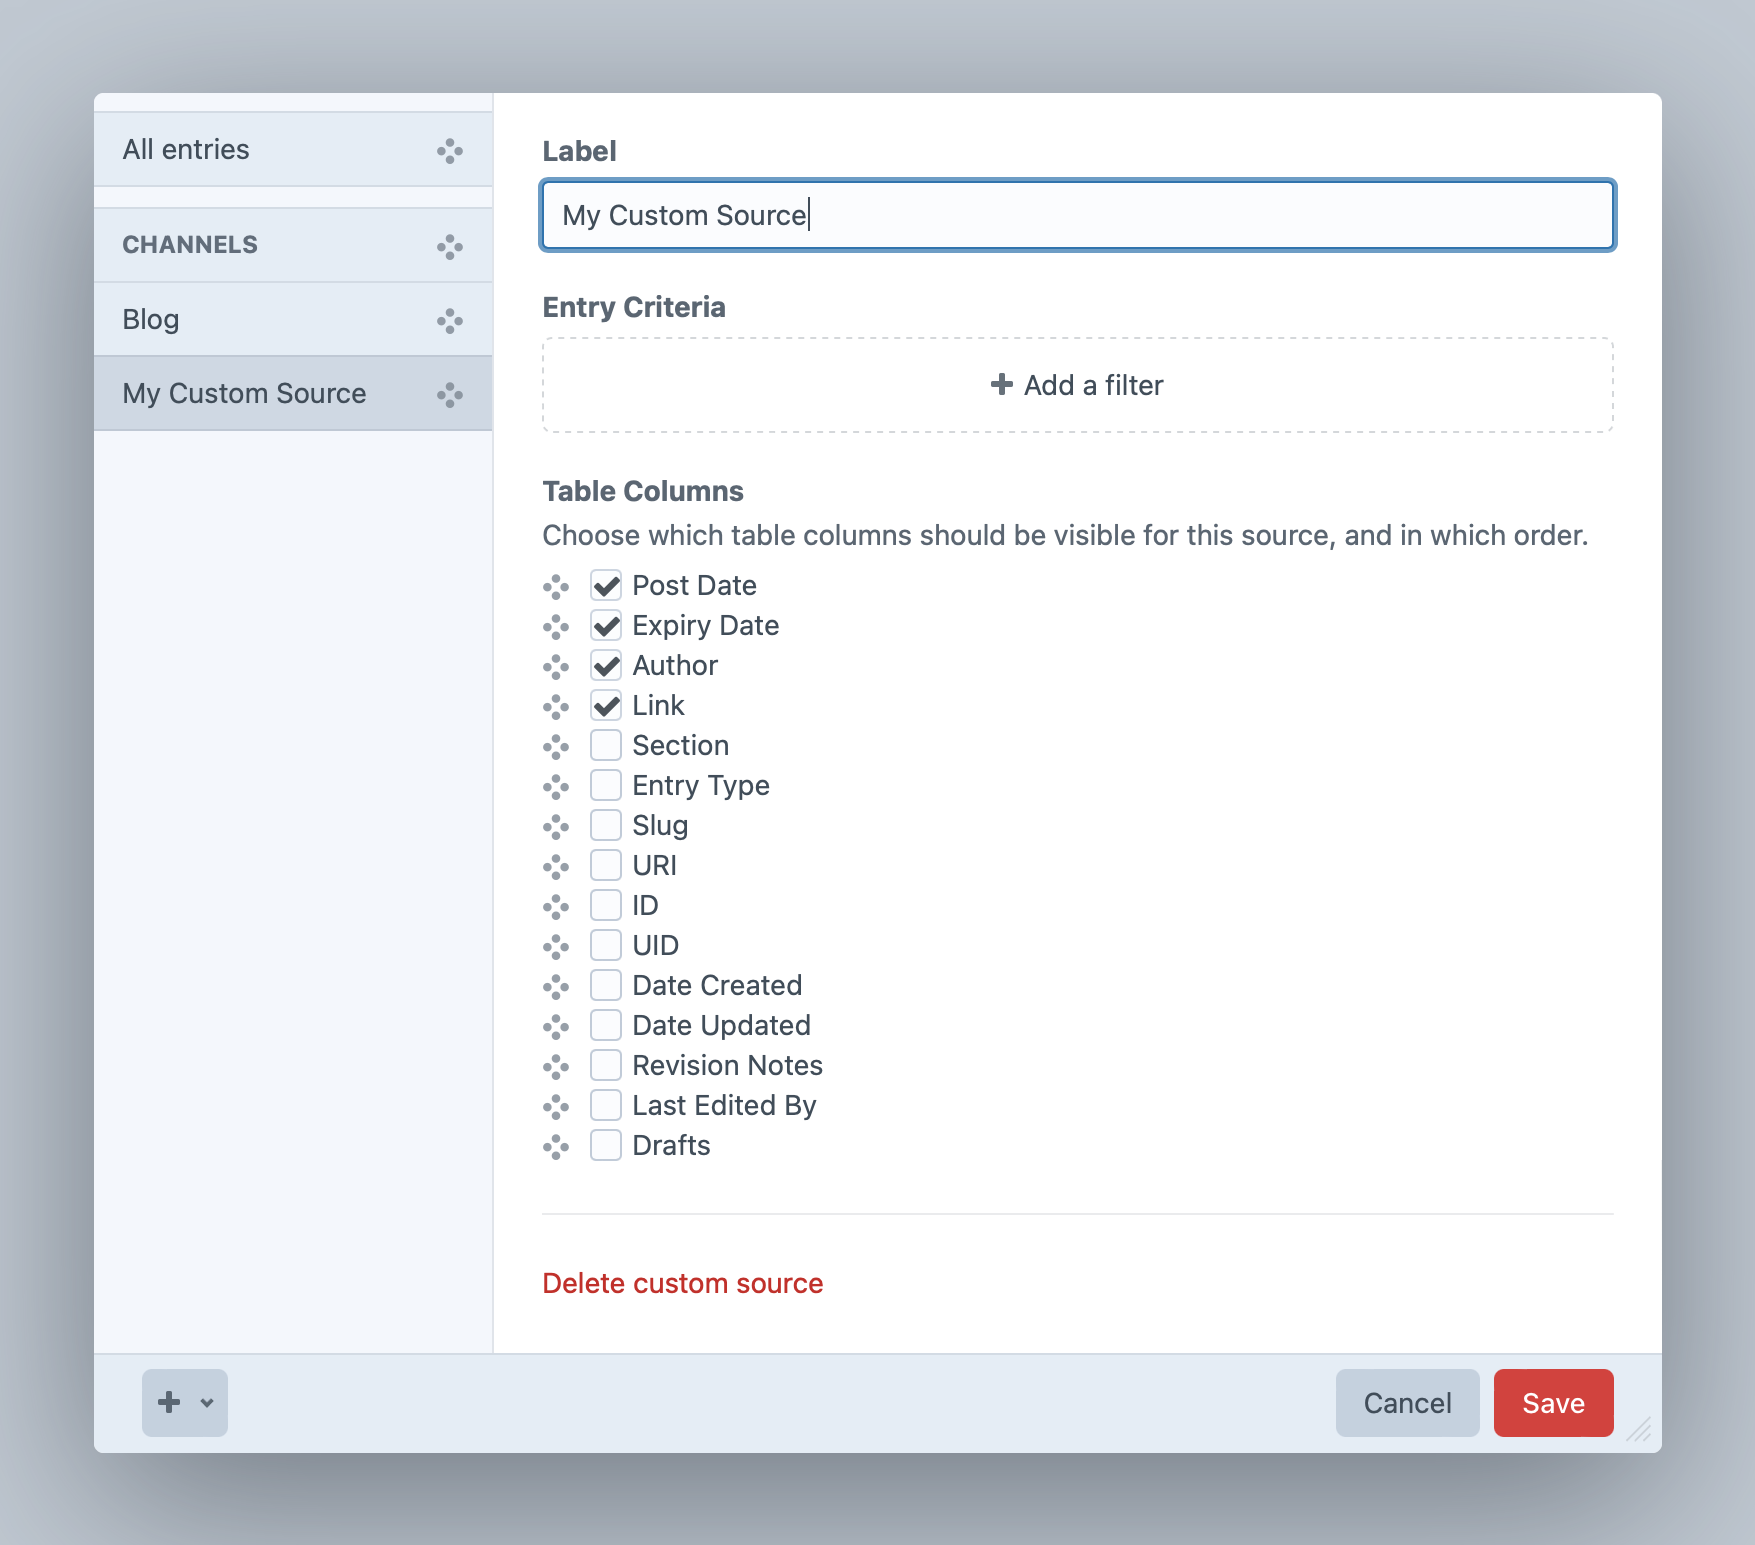 All entries
CHANNELS
Blog
My Custom Source
Label
My Custom Source
Entry Criteria
Add a filter
Table Columns
Choose which table columns should be visible for this source, and in which order.
Post Date
Expiry Date
Author
Link
Section
Entry Type
Slug
URI
ID
UID
Date Created
Date Updated
Revision Notes
Last Edited By
Drafts
Delete custom source
Cancel
Save